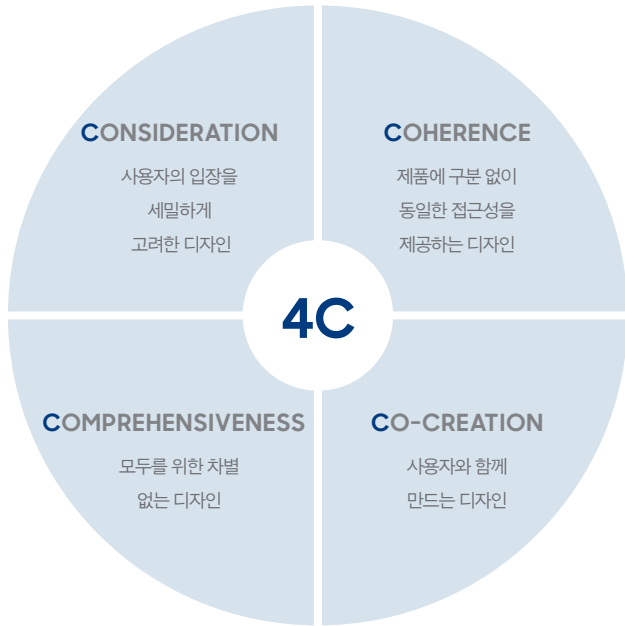 CONSIDERATION
사용자의 입장을
세밀하게
고려한 디자인
COHERENCE
제품에 구분 없이
동일한 접근성을
제공하는 디자인
4C
COMPREHENSIVENESS
모두를 위한 차별
없는 디자인
CO-CREATION
사용자와 함께
만드는 디자인